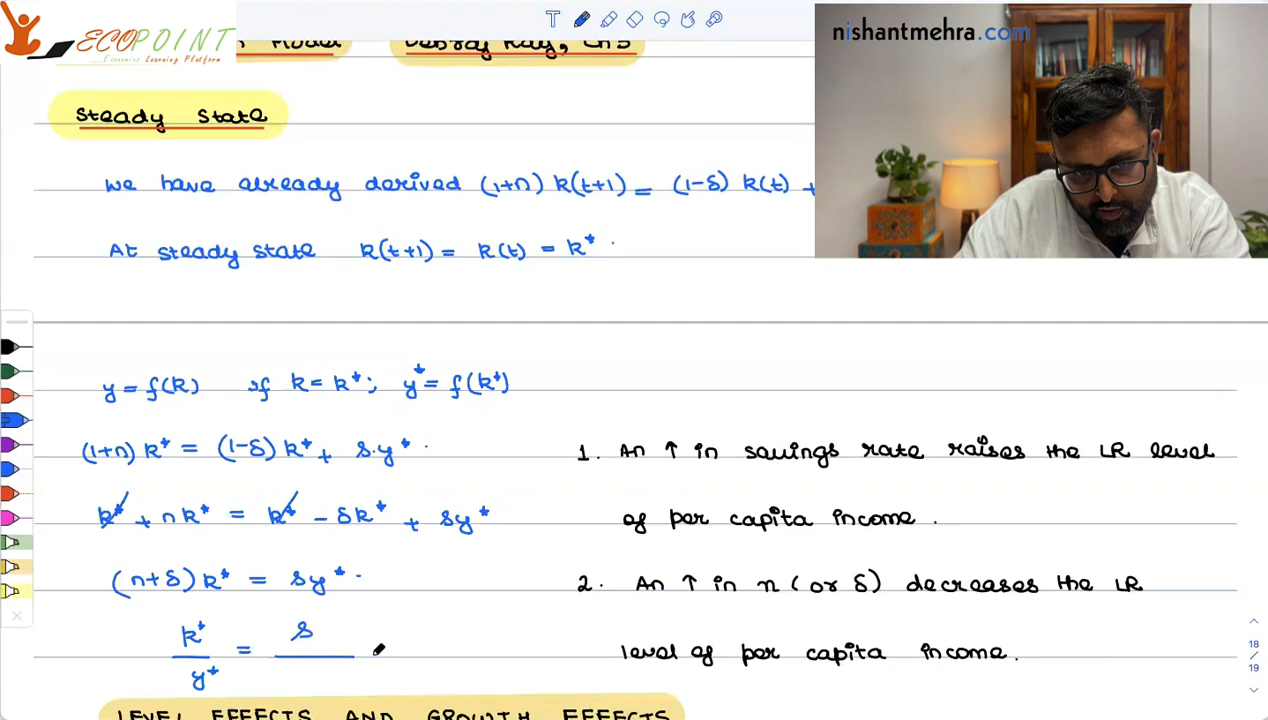 ECOPOINT
Economics Learning Platform
Model
Debraj Ray, Ch3
nishantmehra.com
Steady State
We have already derived (1+n) k(t+1) = (1-δ) k(t) +
At steady state k(t+1) = k(t) = k*
y = f(k) if k = k*; y* = f(k*)
(1+n) k* = (1-δ) k* + s.y*
k* + nk* = k* - δk* + sy*
(n+δ) k* = sy*
k*/y* = s
1. An ↑ in savings rate raises the LR level
of per capita income.
2. An ↑ in n (or δ) decreases the LR
level of per capita income.
LEVEL EFFECTS AND GROWTH EFFECTS
18
/
19